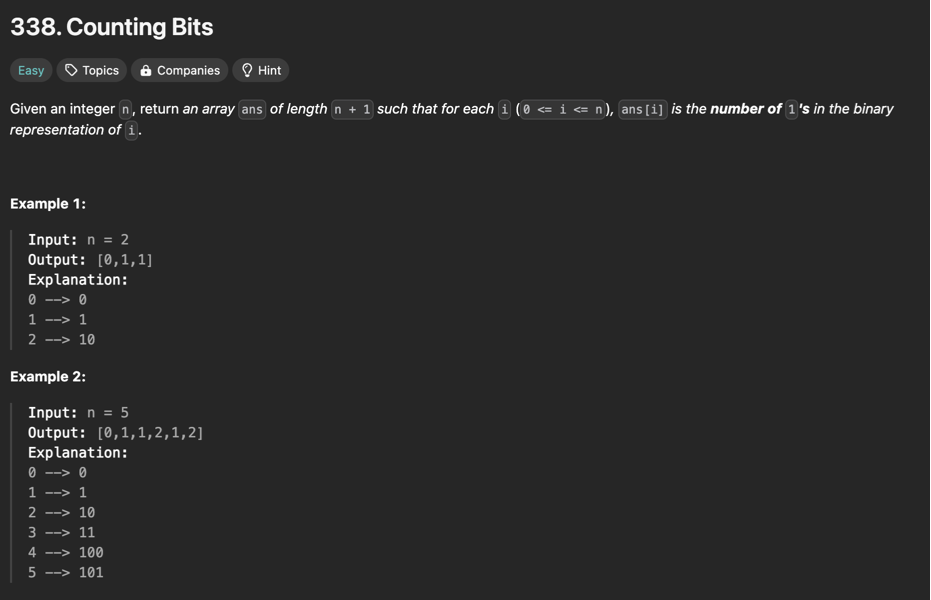 338. Counting Bits
Easy Topics Companies Hint
Given an integer n, return an array ans of length n + 1 such that for each i (0 <= i <= n), ans[i] is the number of 1's in the binary
representation of i.
Example 1:
Input: n = 2
Output: [0,1,1]
Explanation:
0 --> 0
1 --> 1
2 --> 10
Example 2:
Input: n = 5
Output: [0,1,1,2,1,2]
Explanation:
0 --> 0
1 --> 1
2 --> 10
3 --> 11
4 --> 100
5 --> 101